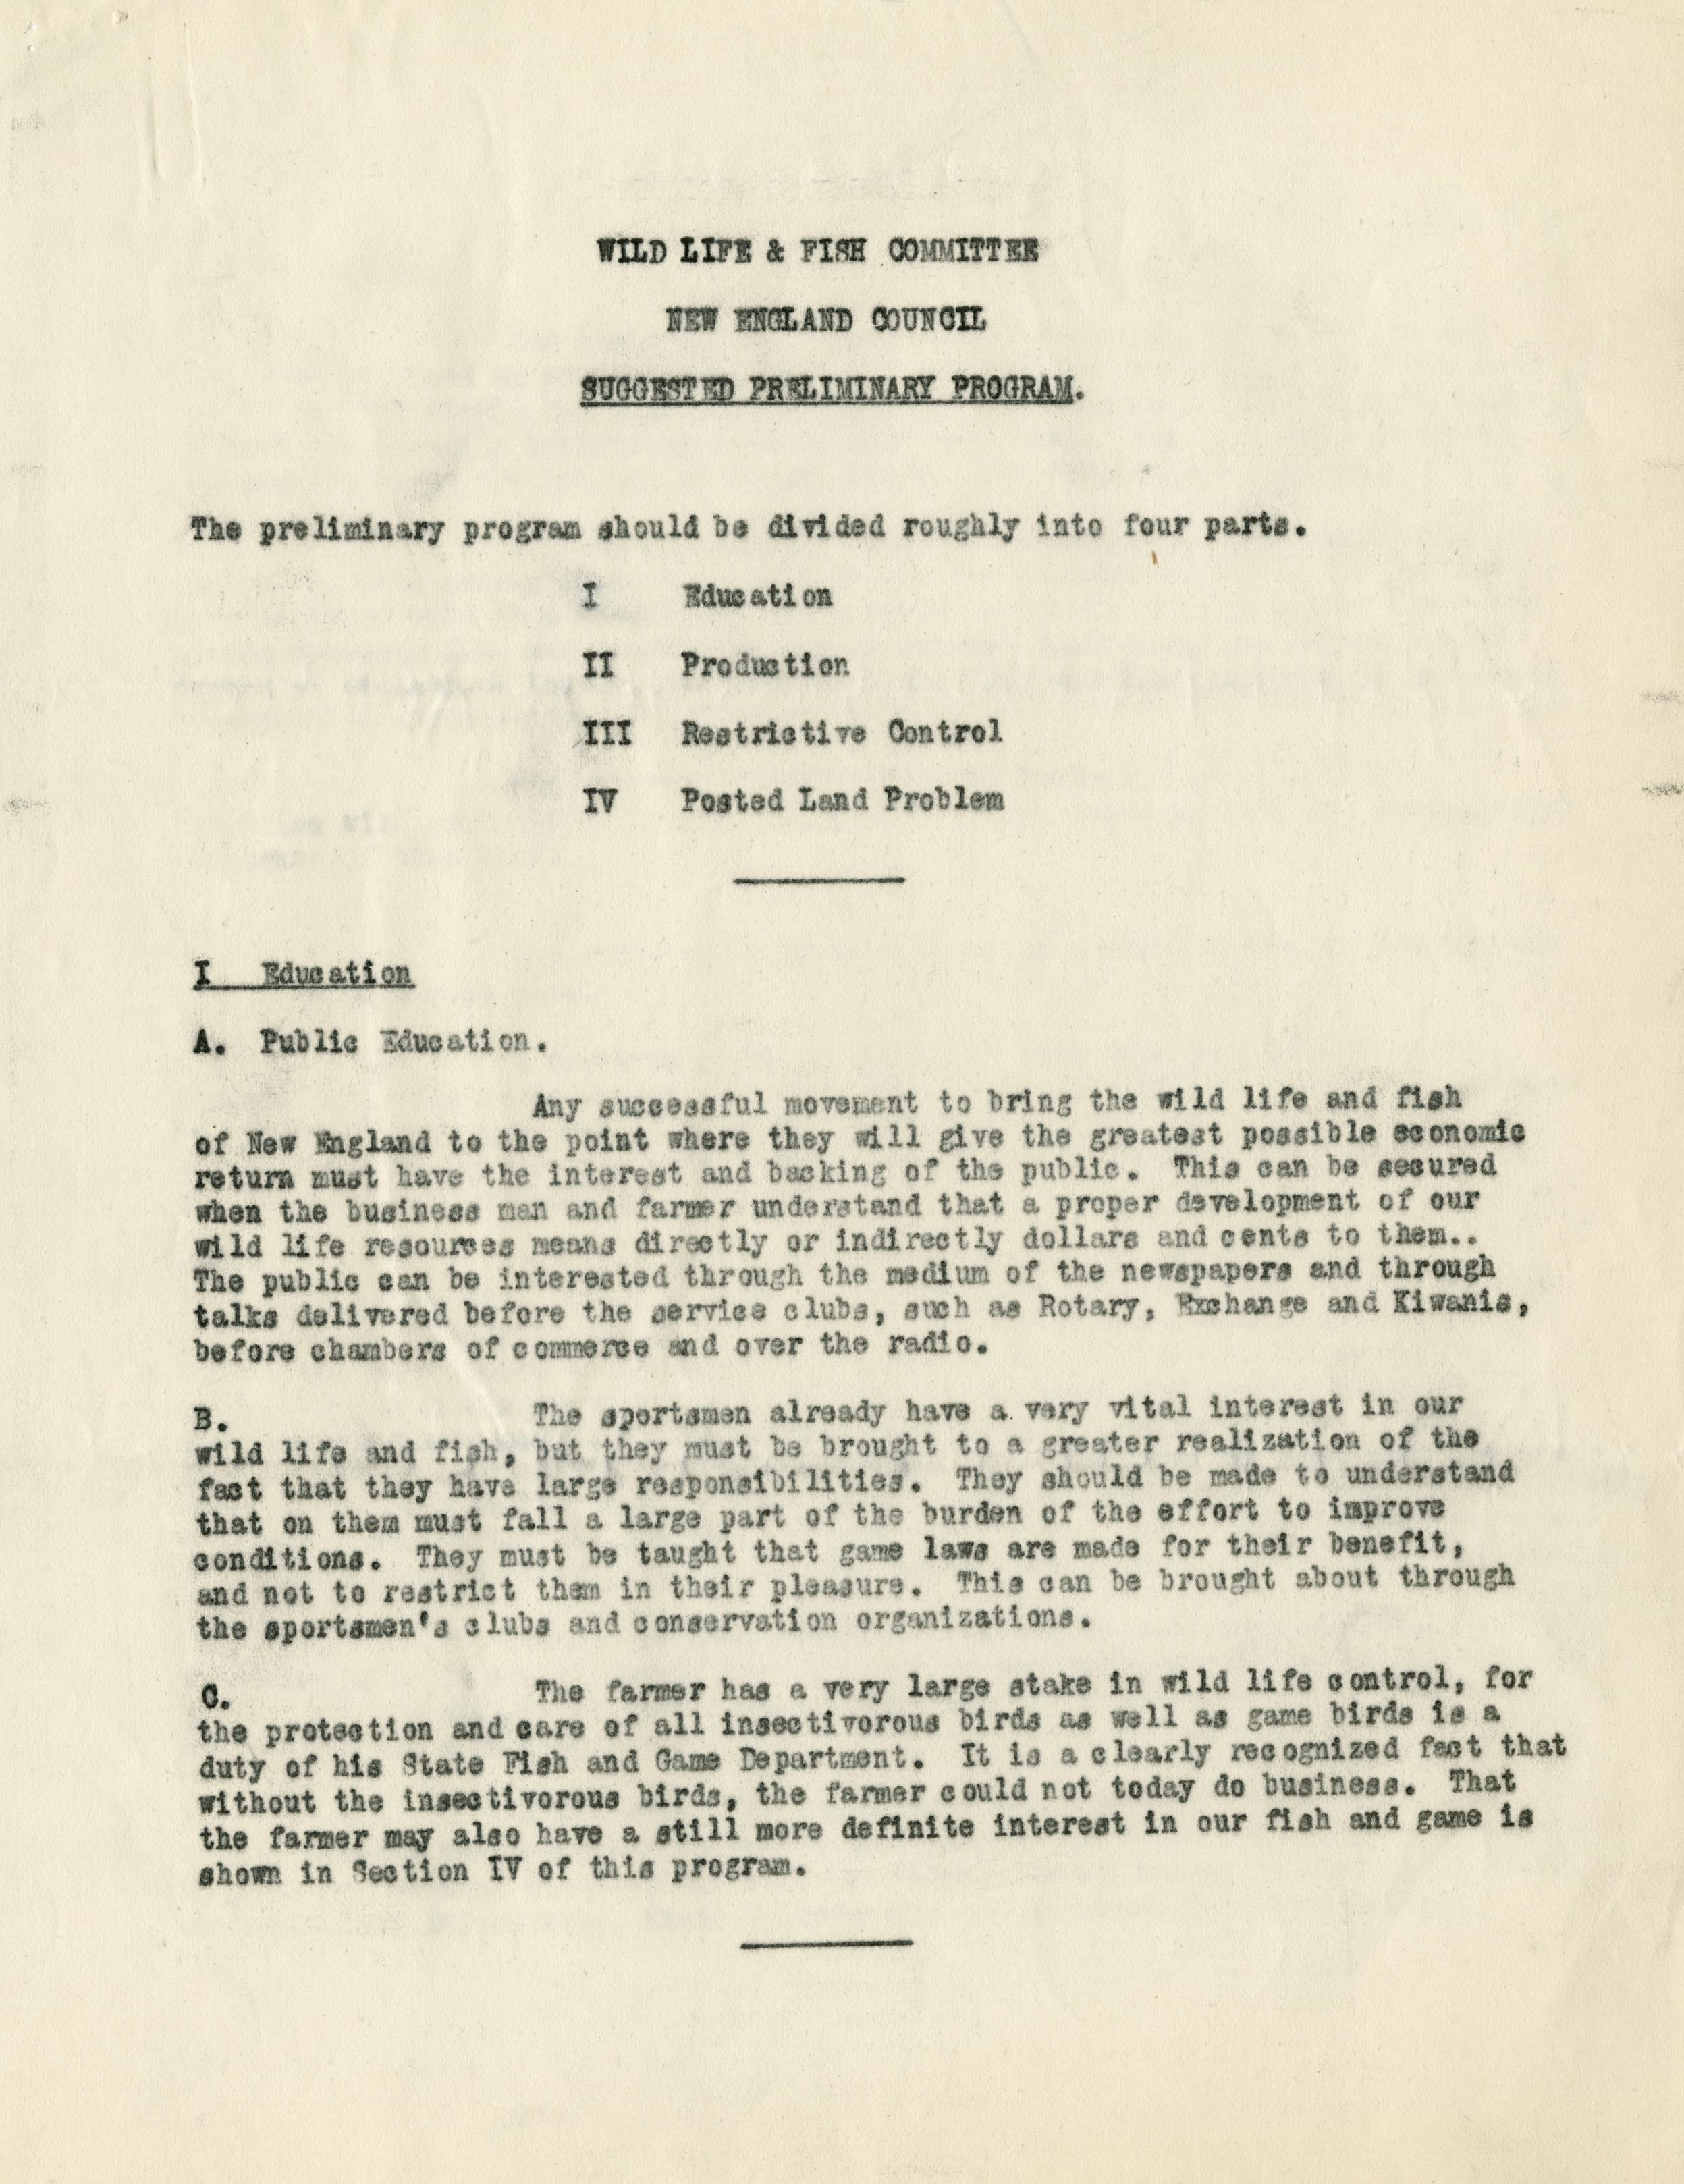 WILD LIFE & FISH COMMITTEE
NEW ENGLAND COUNCIL
SUGGESTED PRELIMINARY PROGRAM.
The preliminary program should be divided roughly into four parts.
I Education
II Production
III Restrictive Control
IV Posted Land Problem
I Education
A. Public Education.
Any successful movement to bring the wild life and fish
of New England to the point where they will give the greatest possible economic
return must have the interest and backing of the public. This can be secured
when the business man and farmer understand that a proper development of our
wild life resources means directly or indirectly dollars and cents to them..
The public can be interested through the medium of the newspapers and through
talks delivered before the service clubs, such as Rotary, Exchange and Kiwanis,
before chambers of commerce and over the radio.
B. The sportsmen already have a very vital interest in our
wild life and fish, but they must be brought to a greater realization of the
fact that they have large responsibilities. They should be made to understand
that on them must fall a large part of the burden of the effort to improve
conditions. They must be taught that game laws are made for their benefit,
and not to restrict them in their pleasure. This can be brought about through
the sportsmen's clubs and conservation organizations.
C. The farmer has a very large stake in wild life control, for
the protection and care of all insectivorous birds as well as game birds is a
duty of his State Fish and Game Department. It is a clearly recognized fact that
without the insectivorous birds, the farmer could not today do business. That
the farmer may also have a still more definite interest in our fish and game is
shown in Section IV of this program.